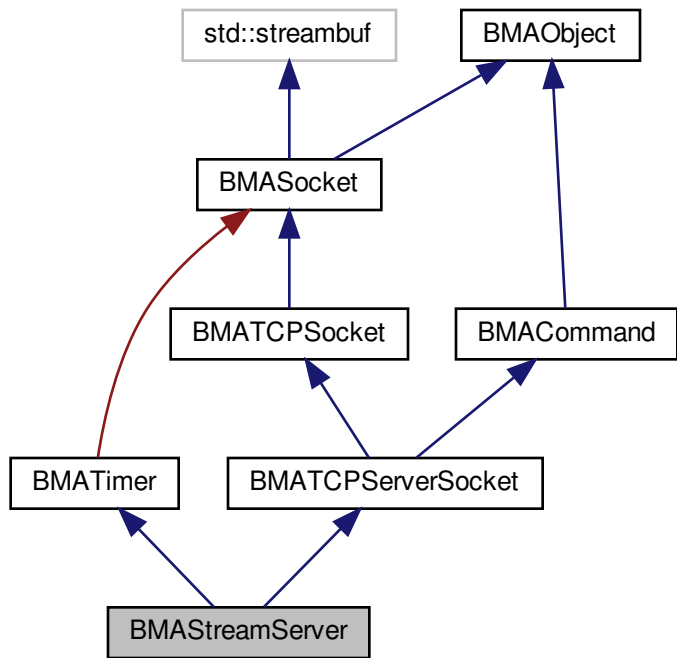 std::streambuf
BMAObject
BMASocket
BMATCPSocket
BMACommand
BMATimer
BMATCPServerSocket
BMAStreamServer